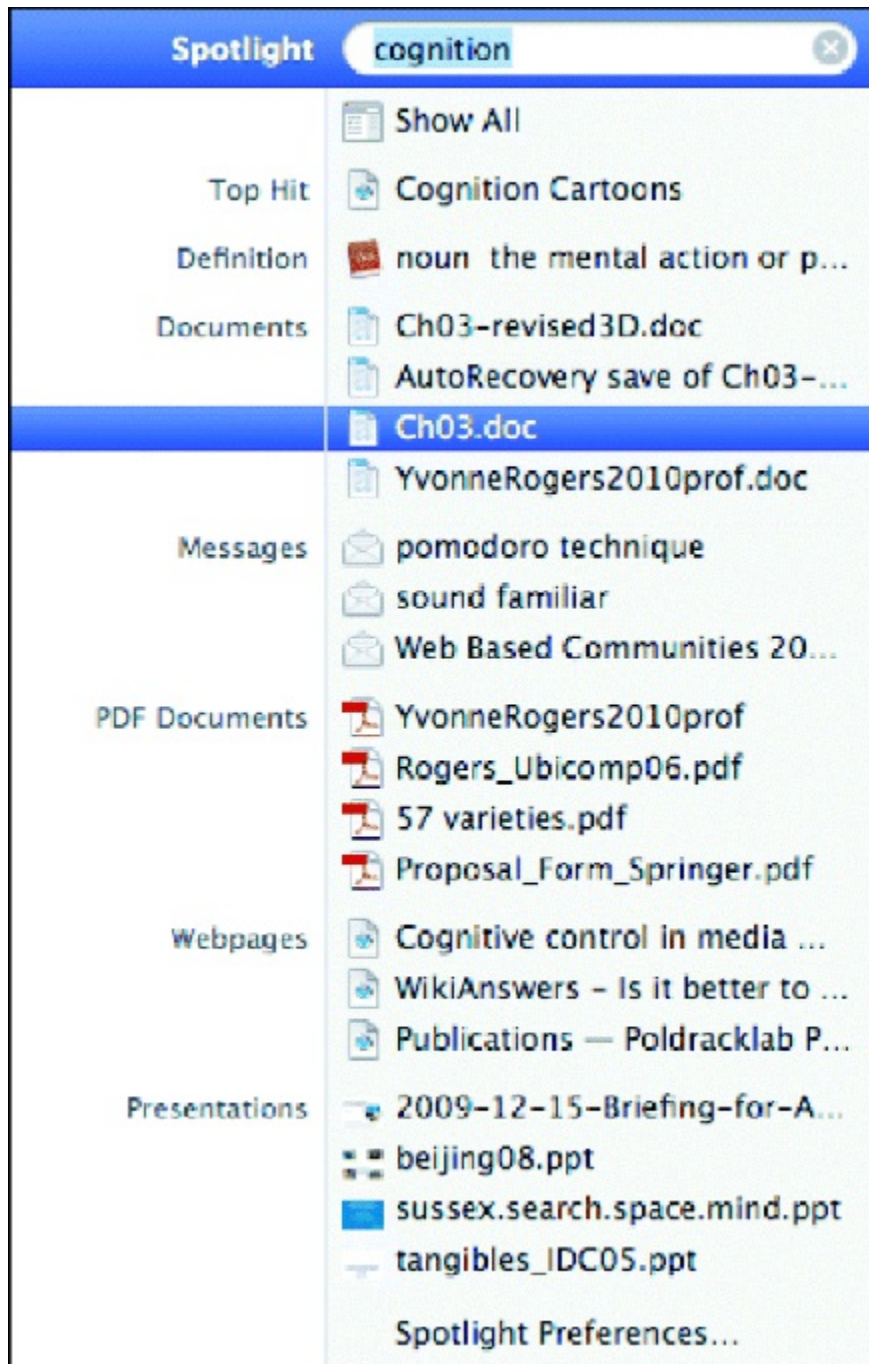 Spotlight cognition
Show All
Top Hit Cognition Cartoons
Definition noun the mental action or p...
Documents Ch03-revised3D.doc
AutoRecovery save of Ch03-...
Ch03.doc
YvonneRogers2010prof.doc
Messages pomodoro technique
sound familiar
Web Based Communities 20...
PDF Documents YvonneRogers2010prof
Rogers_Ubicomp06.pdf
57 varieties.pdf
Proposal_Form_Springer.pdf
Webpages Cognitive control in media ...
WikiAnswers – Is it better to ...
Publications — Poldracklab P...
Presentations 2009-12-15-Briefing-for-A...
beijing08.ppt
sussex.search.space.mind.ppt
tangibles_IDC05.ppt
Spotlight Preferences...